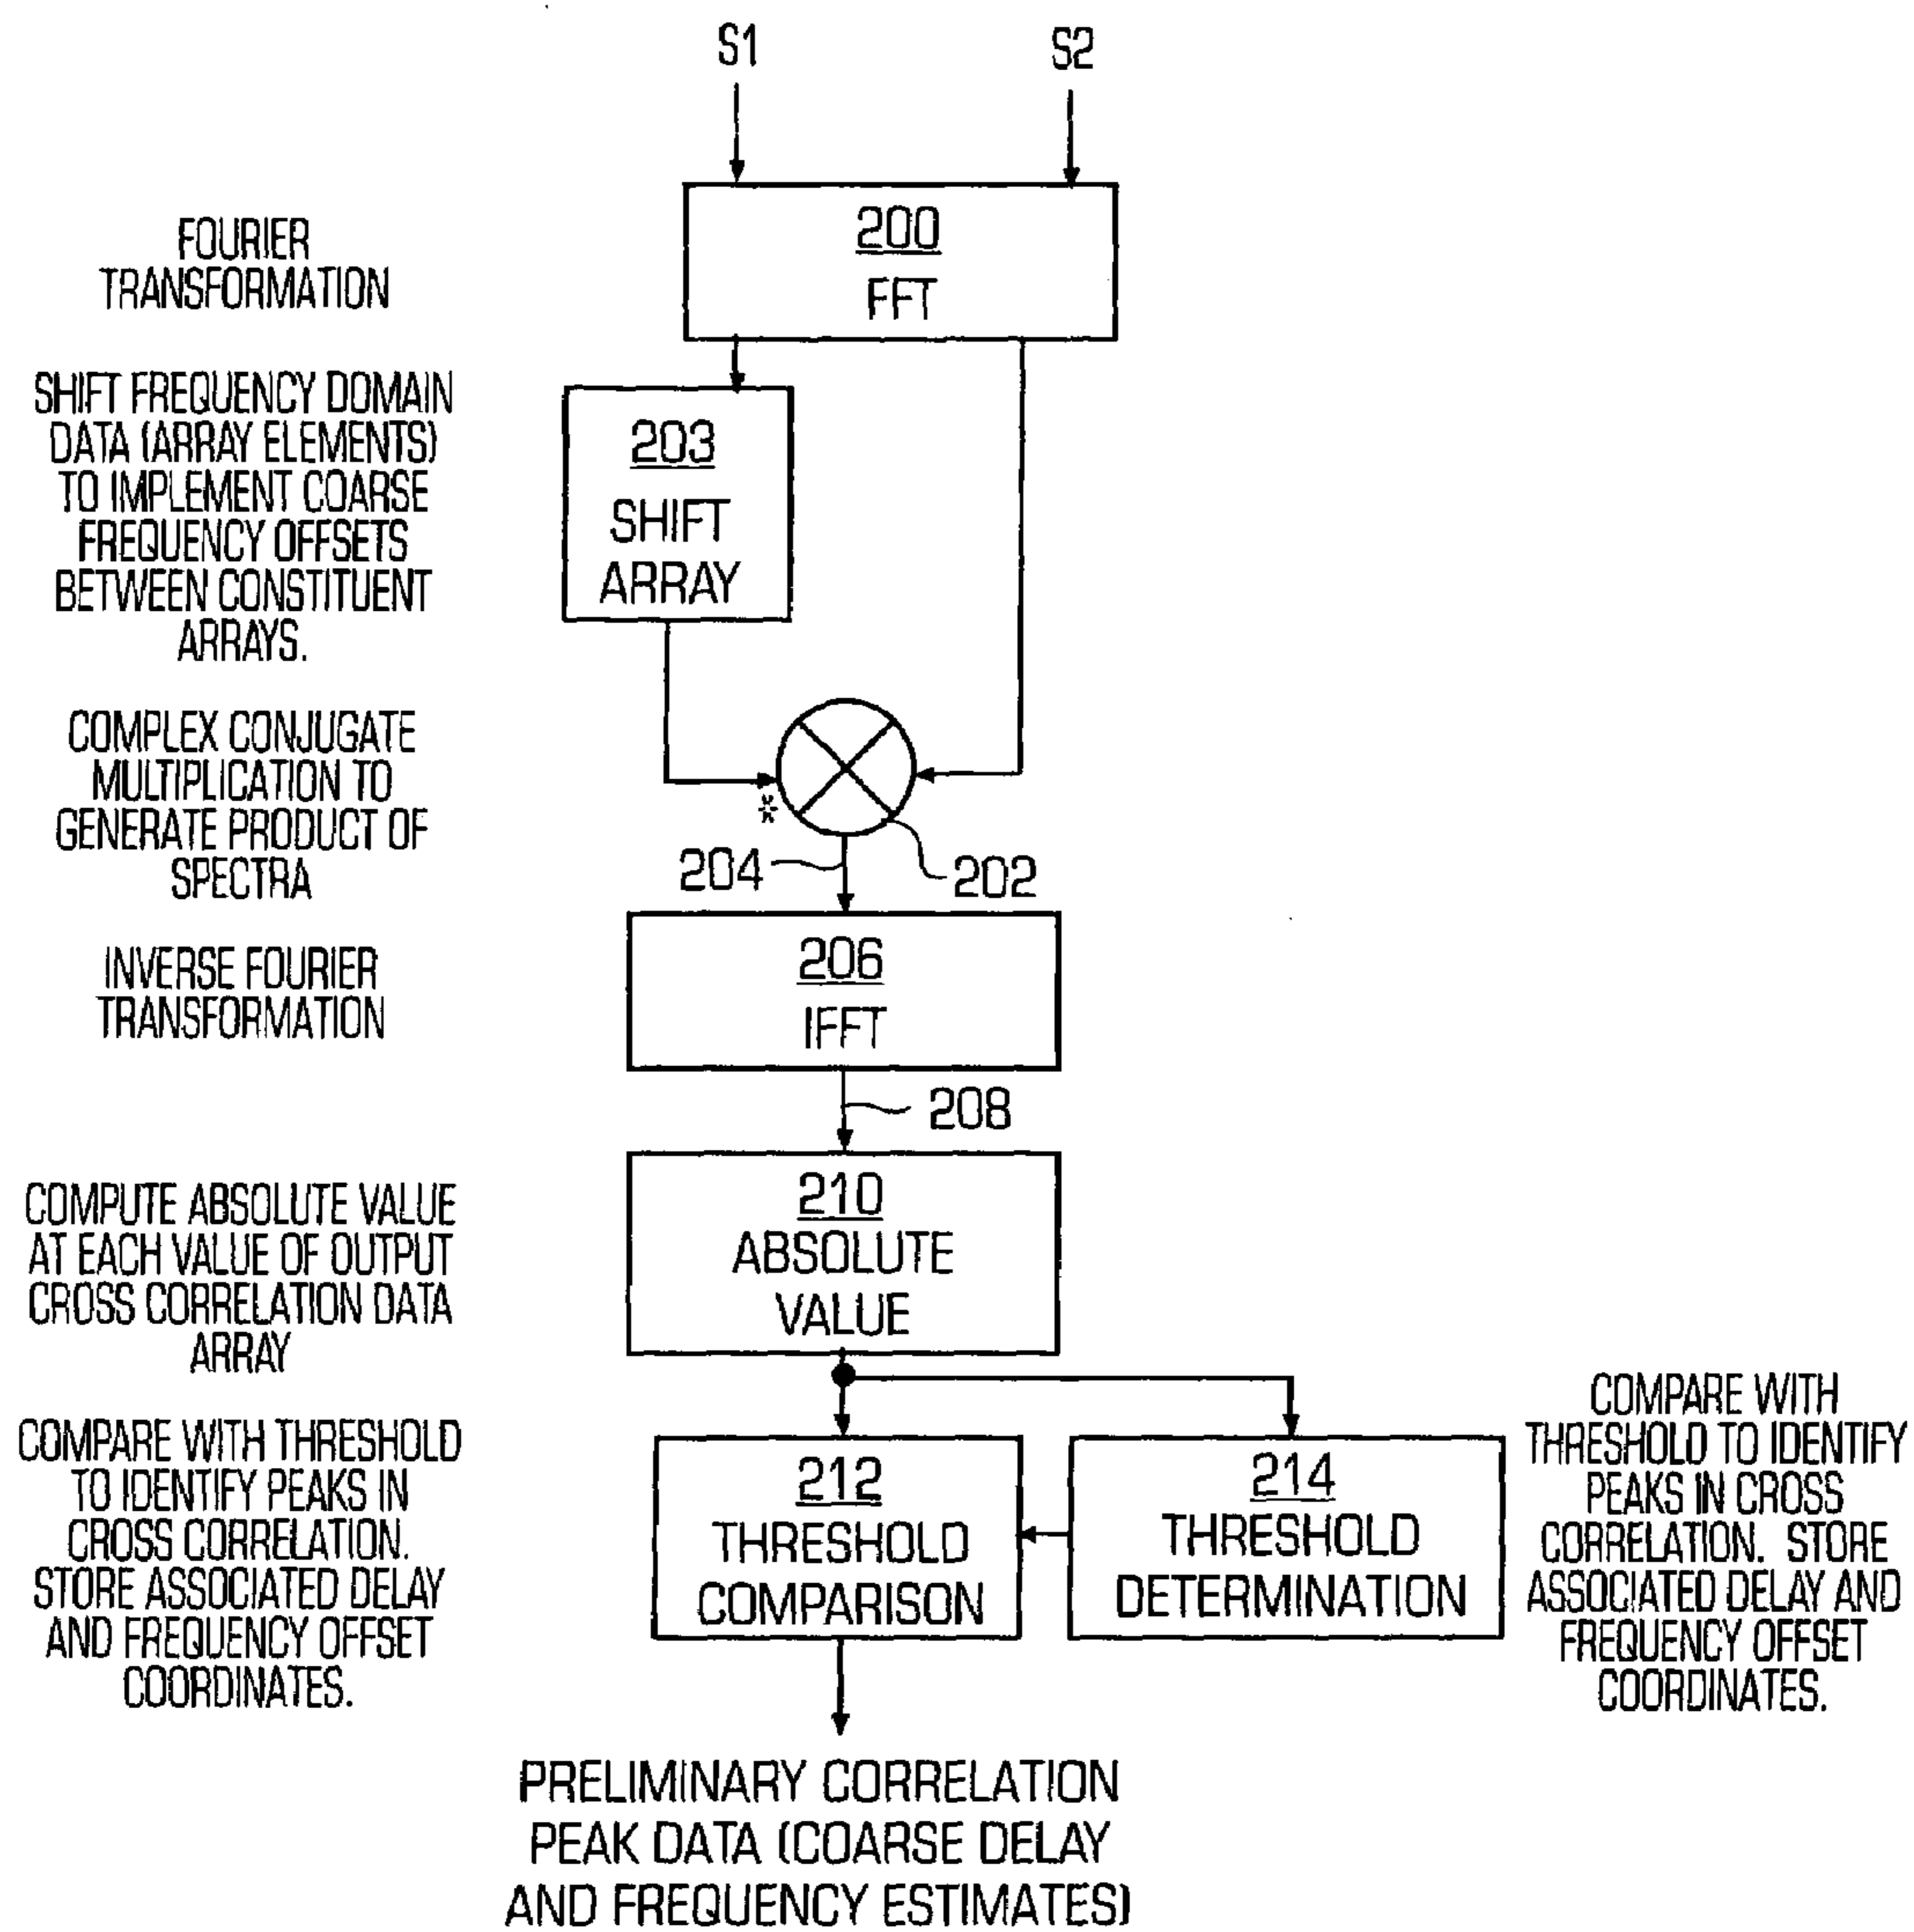 S1
S2
FOURIER
TRANSFORMATION
200
FFT
SHIFT FREQUENCY DOMAIN
DATA (ARRAY ELEMENTS)
TO IMPLEMENT COARSE
FREQUENCY OFFSETS
BETWEEN CONSTITUENT
ARRAYS.
203
SHIFT
ARRAY
COMPLEX CONJUGATE
MULTIPLICATION TO
GENERATE PRODUCT OF
SPECTRA
*
204
202
INVERSE FOURIER
TRANSFORMATION
206
IFFT
208
COMPUTE ABSOLUTE VALUE
AT EACH VALUE OF OUTPUT
CROSS CORRELATION DATA
ARRAY
210
ABSOLUTE
VALUE
COMPARE WITH THRESHOLD
TO IDENTIFY PEAKS IN
CROSS CORRELATION.
STORE ASSOCIATED DELAY
AND FREQUENCY OFFSET
COORDINATES.
212
THRESHOLD
COMPARISON
214
THRESHOLD
DETERMINATION
COMPARE WITH
THRESHOLD TO IDENTIFY
PEAKS IN CROSS
CORRELATION. STORE
ASSOCIATED DELAY AND
FREQUENCY OFFSET
COORDINATES.
PRELIMINARY CORRELATION
PEAK DATA (COARSE DELAY
AND FREQUENCY ESTIMATES)